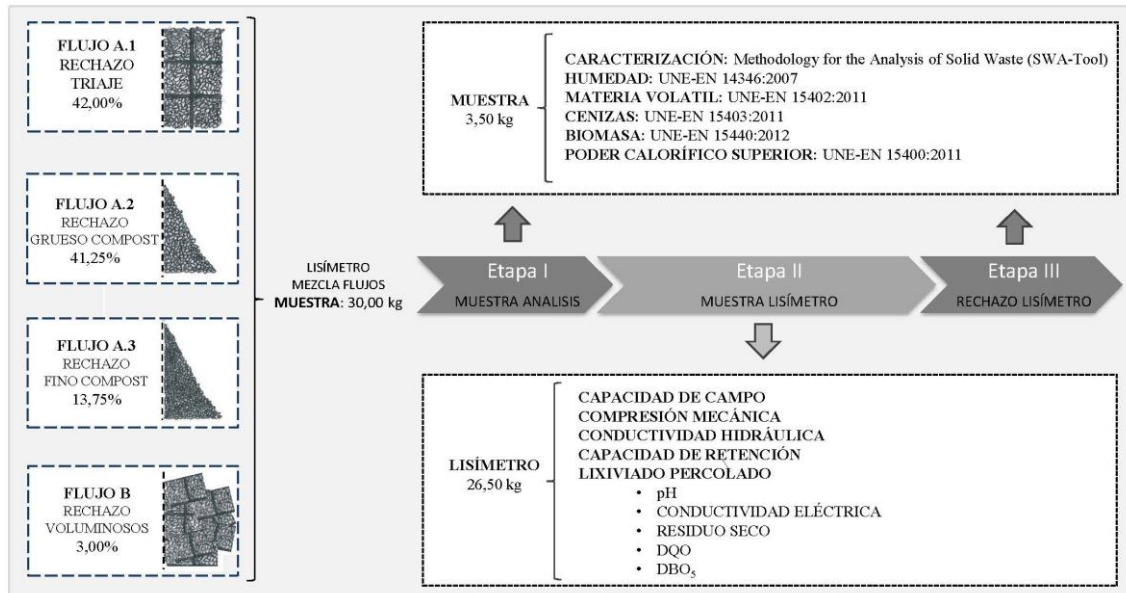 FLUJO A.1
RECHAZO
TRIAJE
42,00%
FLUJO A.2
RECHAZO
GRUESO COMPOST
41,25%
FLUJO A.3
RECHAZO
FINO COMPOST
13,75%
FLUJO B
RECHAZO
VOLUMINOSOS
3,00%
LISÍMETRO
MEZCLA FLUJOS
MUESTRA: 30,00 kg
MUESTRA
3,50 kg
CARACTERIZACIÓN: Methodology for the Analysis of Solid Waste (SWA-Tool)
HUMEDAD: UNE-EN 14346:2007
MATERIA VOLATIL: UNE-EN 15402:2011
CENIZAS: UNE-EN 15403:2011
BIOMASA: UNE-EN 15440:2012
PODER CALORÍFICO SUPERIOR: UNE-EN 15400:2011
Etapa I
MUESTRA ANALISIS
Etapa II
MUESTRA LISÍMETRO
Etapa III
RECHAZO LISÍMETRO
LISÍMETRO
26,50 kg
CAPACIDAD DE CAMPO
COMPRESIÓN MECÁNICA
CONDUCTIVIDAD HIDRÁULICA
CAPACIDAD DE RETENCIÓN
LIXIVIADO PERCOLADO
• pH
• CONDUCTIVIDAD ELÉCTRICA
• RESIDUO SECO
• DQO
• DBO₅